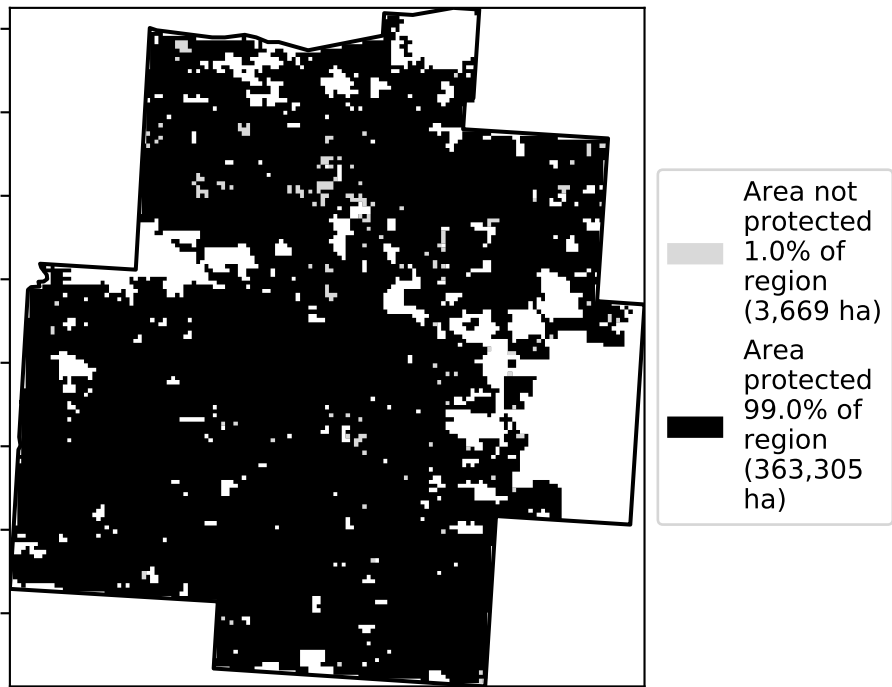 Area not
protected
1.0% of
region
(3,669 ha)
Area
protected
99.0% of
region
(363,305
ha)